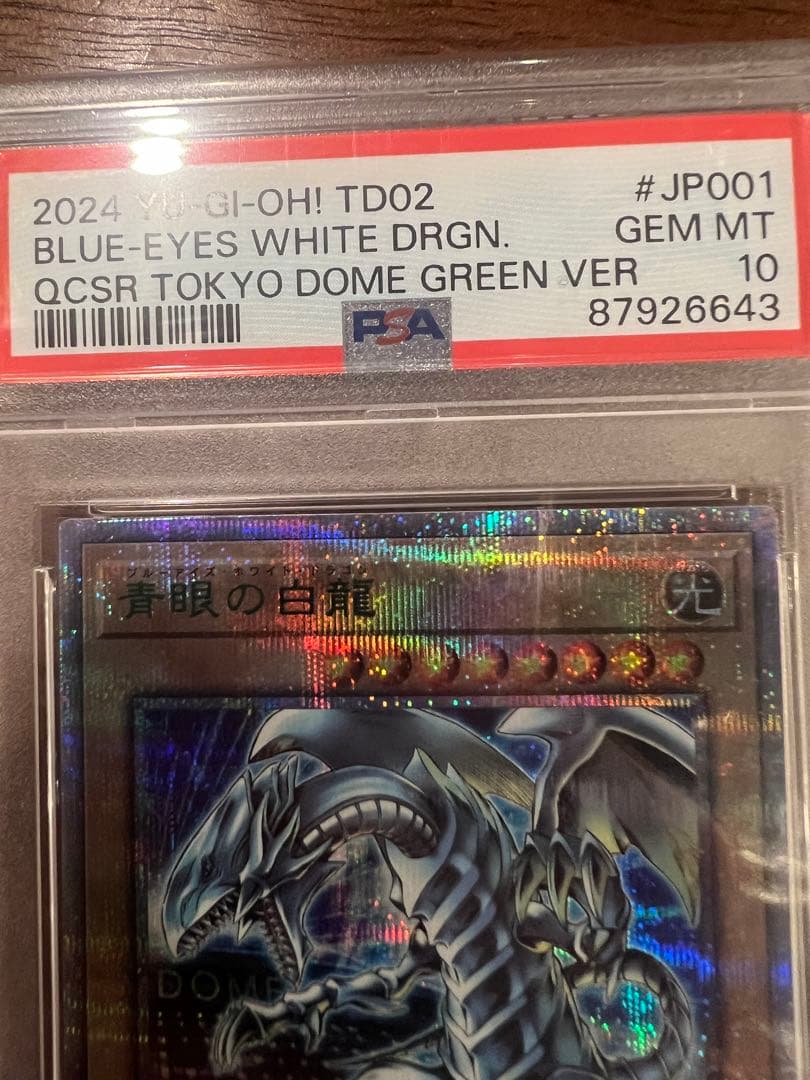 2024 YU-GI-OH! TD02
#JP001
BLUE-EYES WHITE DRGN.
GEM MT
QCSR TOKYO DOME GREEN VER
10
87926643
PSA
ブルーアイズ・ホワイト・ドラゴン
青眼の白龍
光
DOME